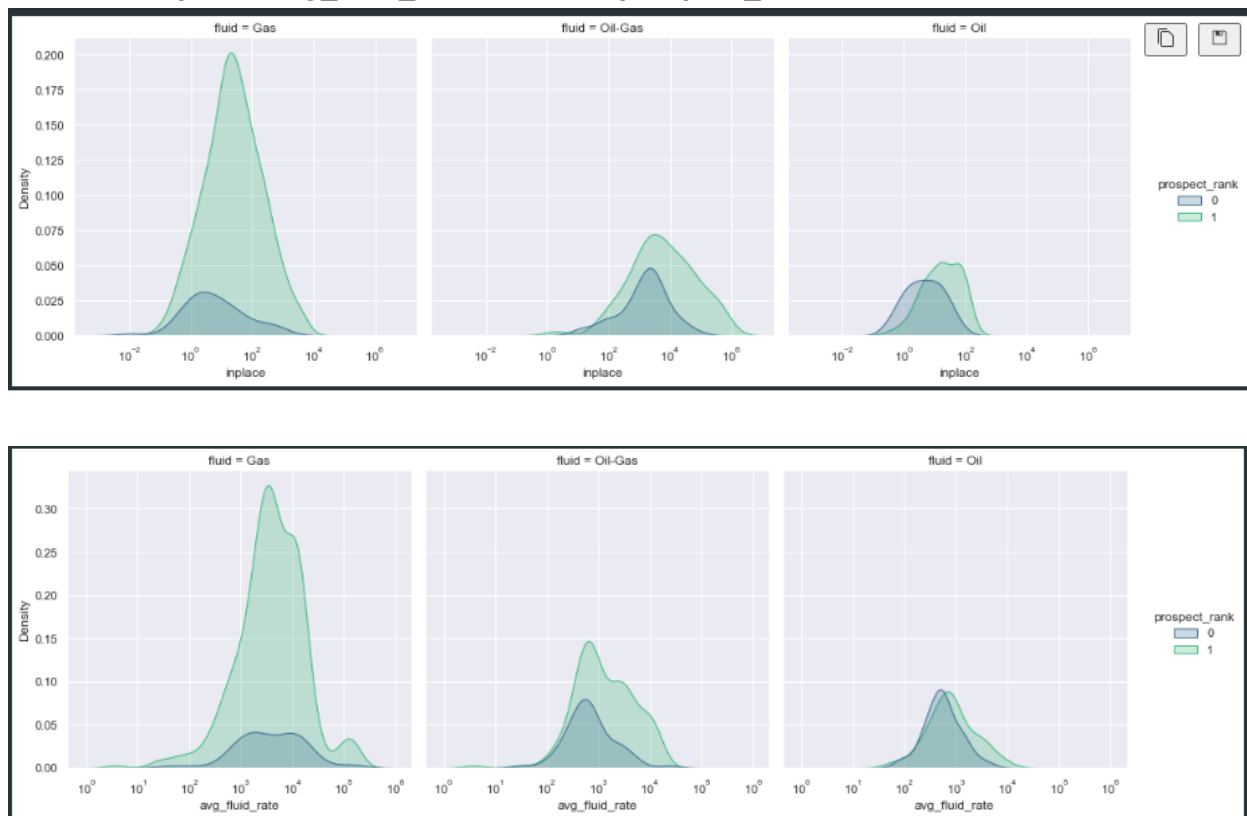 fluid = Gas
fluid = Oil-Gas
fluid = Oil
0.200
0.175
0.150
0.125
0.100
0.075
0.050
0.025
0.000
Density
10⁻² 10⁰ 10² 10⁴ 10⁶
10⁻² 10⁰ 10² 10⁴ 10⁶
10⁻² 10⁰ 10² 10⁴ 10⁶
inplace
inplace
inplace
prospect_rank
0
1
fluid = Gas
fluid = Oil-Gas
fluid = Oil
0.30
0.25
0.20
0.15
0.10
0.05
0.00
Density
10⁰ 10¹ 10² 10³ 10⁴ 10⁵ 10⁶
10⁰ 10¹ 10² 10³ 10⁴ 10⁵ 10⁶
10⁰ 10¹ 10² 10³ 10⁴ 10⁵ 10⁶
avg_fluid_rate
avg_fluid_rate
avg_fluid_rate
prospect_rank
0
1